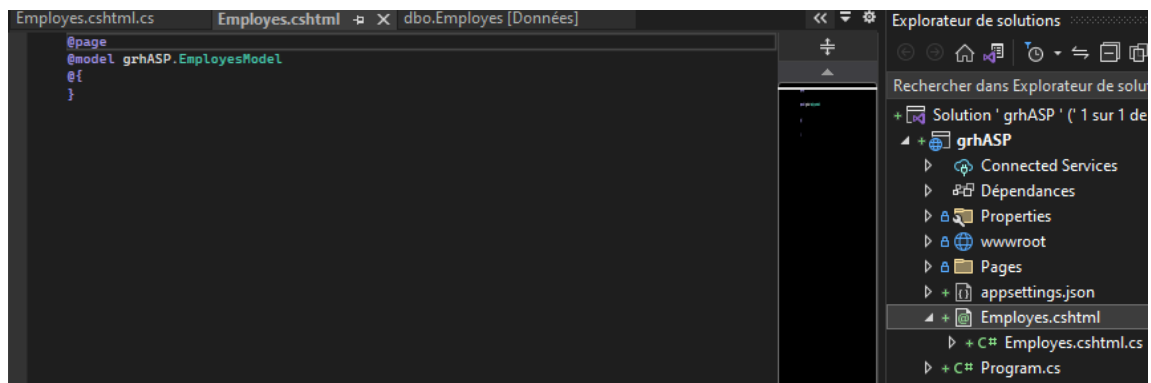 Employes.cshtml.cs
Employes.cshtml
dbo.Employes [Données]
@page
@model grhASP.EmployesModel
@{
}
Explorateur de solutions
Rechercher dans Explorateur de solu
Solution ' grhASP ' (' 1 sur 1 de
grhASP
Connected Services
Dépendances
Properties
wwwroot
Pages
appsettings.json
Employes.cshtml
C# Employes.cshtml.cs
C# Program.cs